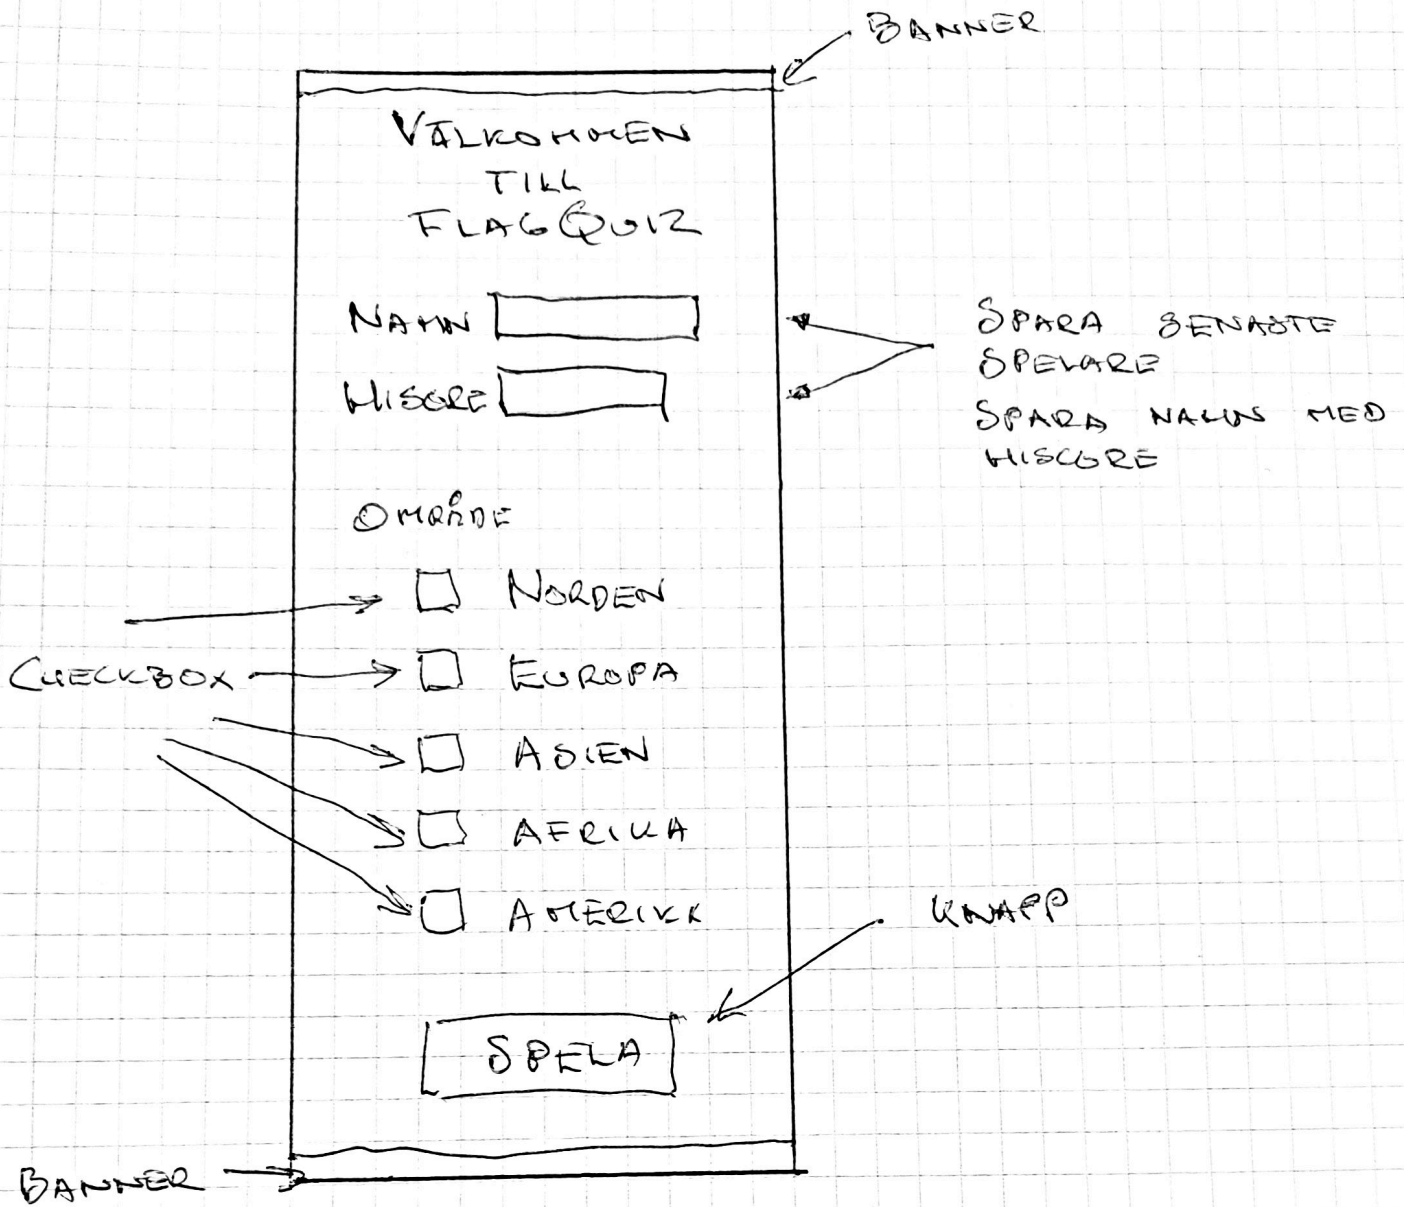 BANNER
VÄLKOMMEN
TILL
FLAGQUIZ
NAMN
HISCORE
SPARA SENASTE
SPELARE
SPARA NAMN MED
HISCORE
OMRÅDE
NORDEN
CHECKBOX
EUROPA
ASIEN
AFRIKA
AMERIKA
KNAPP
SPELA
BANNER